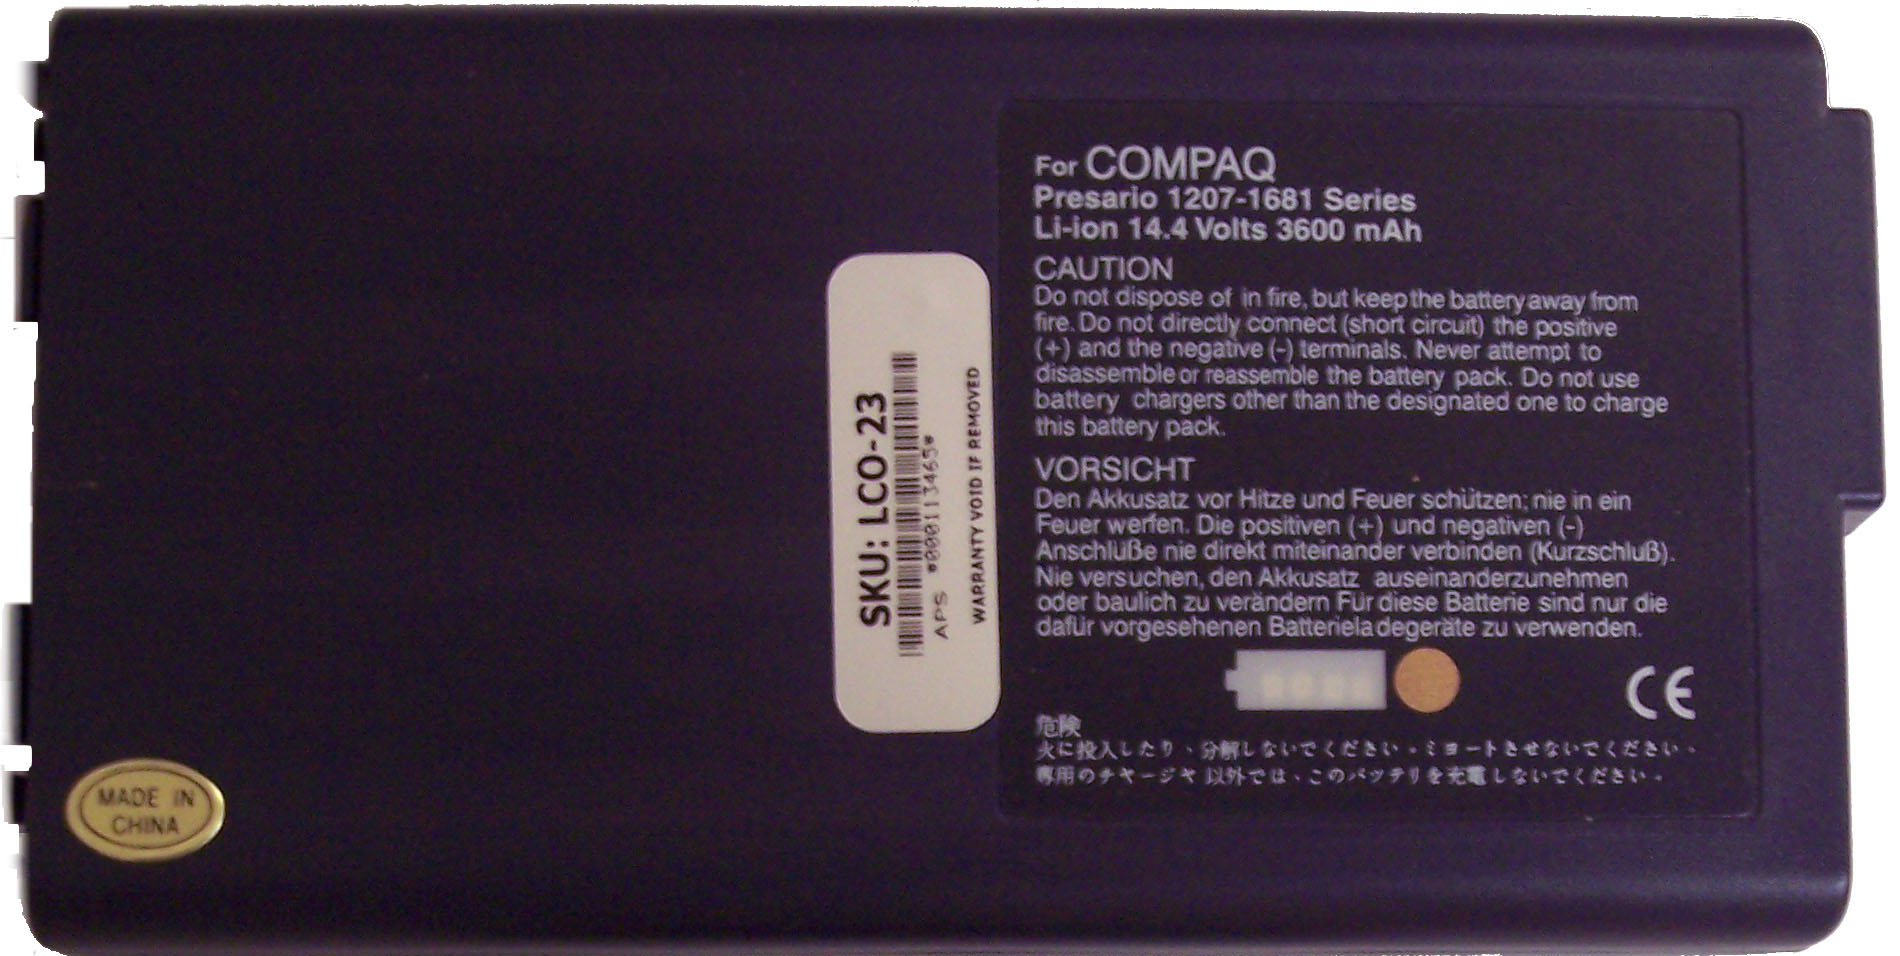 For COMPAQ
Presario 1207-1681 Series
Li-ion 14.4 Volts 3600 mAh
CAUTION
Do not dispose of in fire, but keep the battery away from
fire. Do not directly connect (short circuit) the positive
(+) and the negative (-) terminals. Never attempt to
disassemble or reassemble the battery pack. Do not use
battery chargers other than the designated one to charge
this battery pack.
VORSICHT
Den Akkusatz vor Hitze und Feuer schützen; nie in ein
Feuer werfen. Die positiven (+) und negativen (-)
Anschlüße nie direkt miteinander verbinden (Kurzschluß).
Nie versuchen, den Akkusatz auseinanderzunehmen
oder baulich zu verändern Für diese Batterie sind nur die
dafür vorgesehenen Batterieladegeräte zu verwenden.
CE
危険
火に投入したり、分解しないでください。ミヨートさせないでください。
専用のチヤージヤ以外では、このバッテリを充電しないでください。
SKU: LCO-23
APS *000113465*
WARRANTY VOID IF REMOVED
MADE IN
CHINA